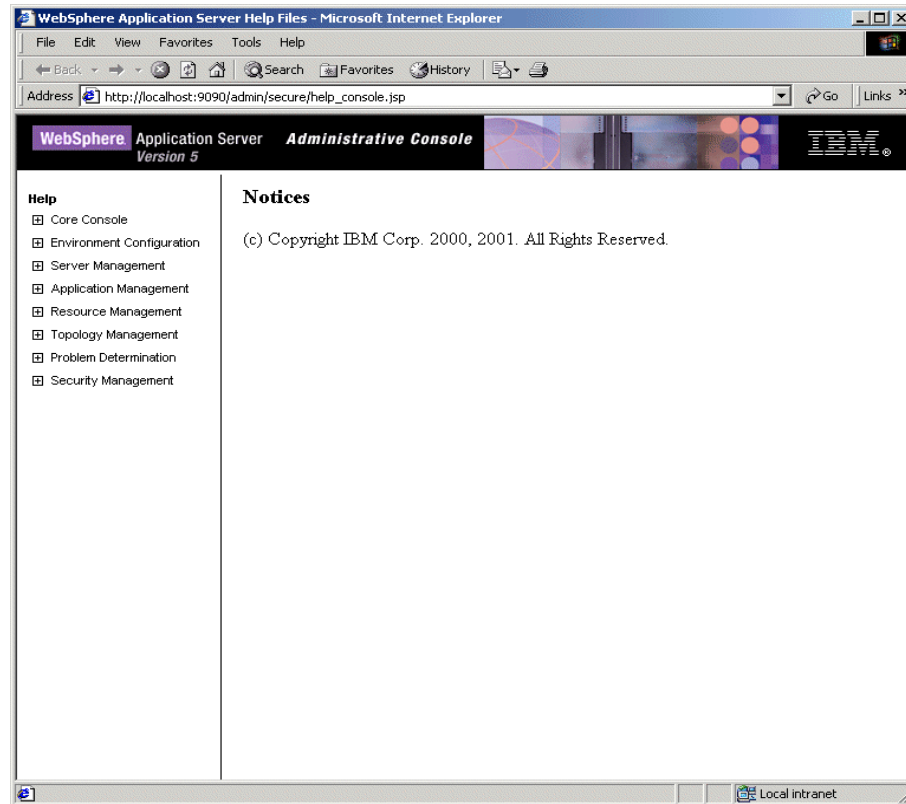 WebSphere Application Server Help Files - Microsoft Internet Explorer
File Edit View Favorites Tools Help
Back Search Favorites History
Address http://localhost:9090/admin/secure/help_console.jsp Go Links »
WebSphere. Application Server Administrative Console IBM®
Version 5
Help
Core Console
Environment Configuration
Server Management
Application Management
Resource Management
Topology Management
Problem Determination
Security Management
Notices
(c) Copyright IBM Corp. 2000, 2001. All Rights Reserved.
Local intranet